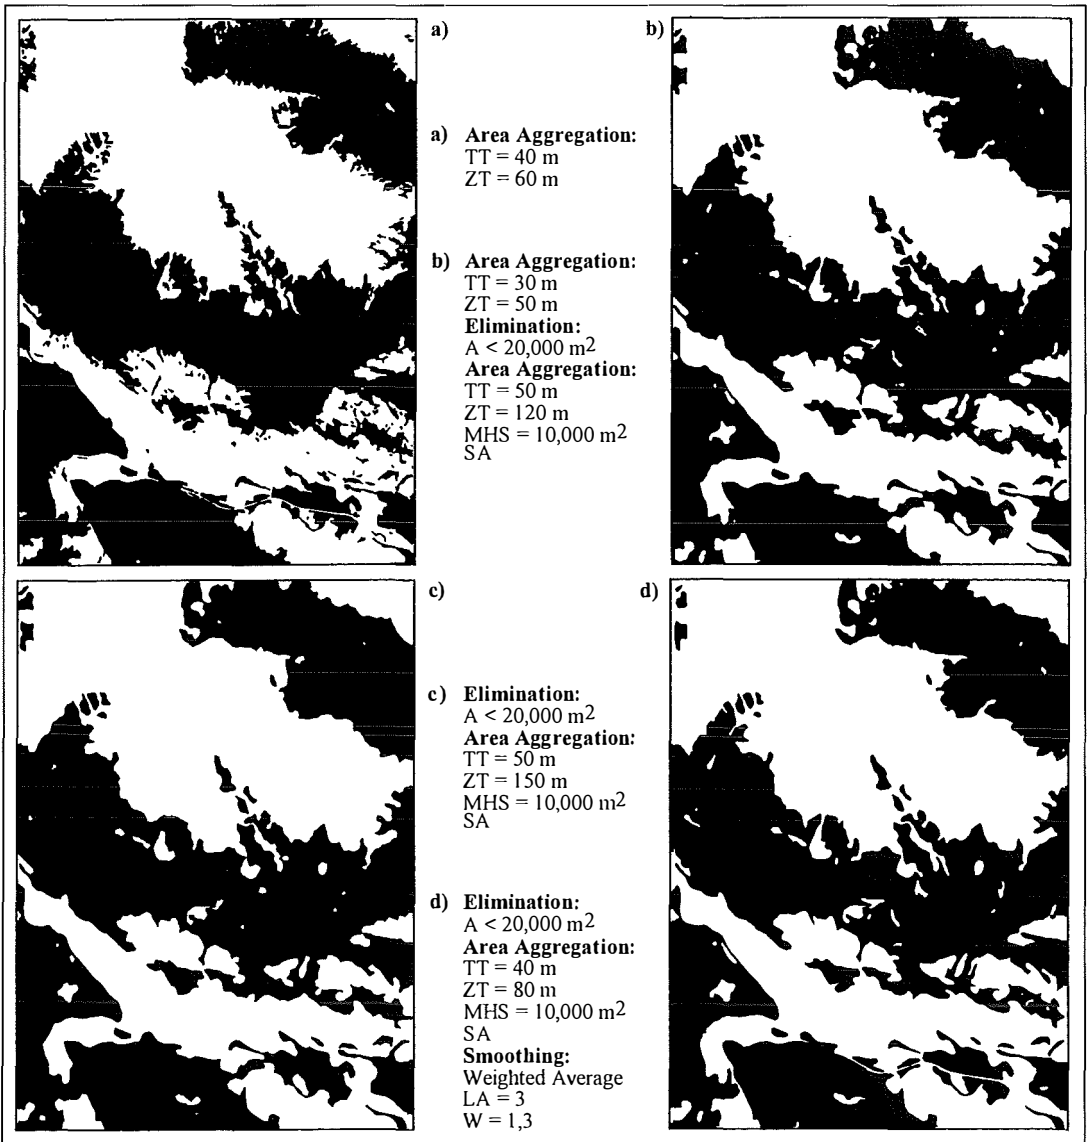 a)
b)
a) Area Aggregation:
TT = 40 m
ZT = 60 m
b) Area Aggregation:
TT = 30 m
ZT = 50 m
Elimination:
A < 20,000 m2
Area Aggregation:
TT = 50 m
ZT = 120 m
MHS = 10,000 m2
SA
c)
d)
c) Elimination:
A < 20,000 m2
Area Aggregation:
TT = 50 m
ZT = 150 m
MHS = 10,000 m2
SA
d) Elimination:
A < 20,000 m2
Area Aggregation:
TT = 40 m
ZT = 80 m
MHS = 10,000 m2
SA
Smoothing:
Weighted Average
LA = 3
W = 1,3